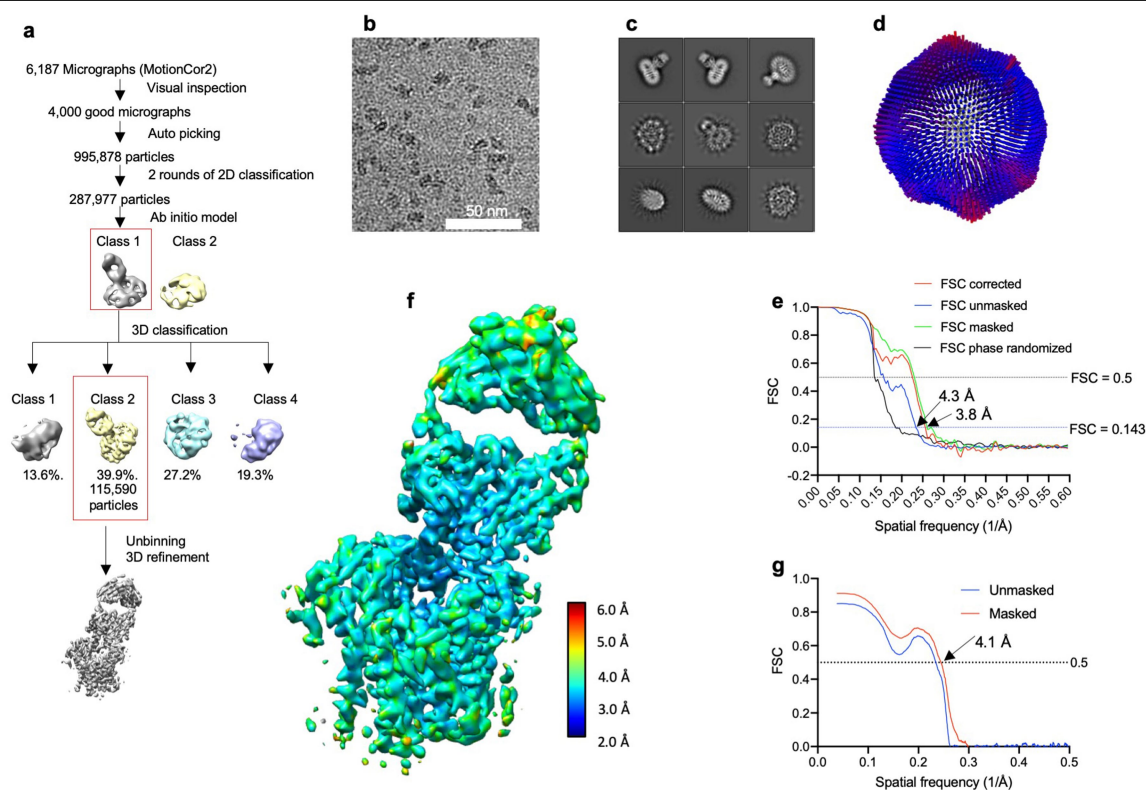 a
6,187 Micrographs (MotionCor2)
Visual inspection
4,000 good micrographs
Auto picking
995,878 particles
2 rounds of 2D classification
287,977 particles
Ab initio model
Class 1
Class 2
3D classification
Class 1
Class 2
Class 3
Class 4
13.6%.
39.9%.
27.2%
19.3%
115,590
particles
Unbinning
3D refinement
b
50 nm
c
d
e
FSC corrected
FSC unmasked
FSC masked
FSC phase randomized
1.0
0.8
0.6
0.4
0.2
0.0
-0.2
FSC
FSC = 0.5
4.3 Å
3.8 Å
FSC = 0.143
0.00
0.05
0.10
0.15
0.20
0.25
0.30
0.35
0.40
0.45
0.50
0.55
0.60
Spatial frequency (1/Å)
f
6.0 Å
5.0 Å
4.0 Å
3.0 Å
2.0 Å
g
Unmasked
Masked
1.0
0.8
0.6
0.4
0.2
0.0
FSC
4.1 Å
0.5
0.0
0.1
0.2
0.3
0.4
0.5
Spatial frequency (1/Å)